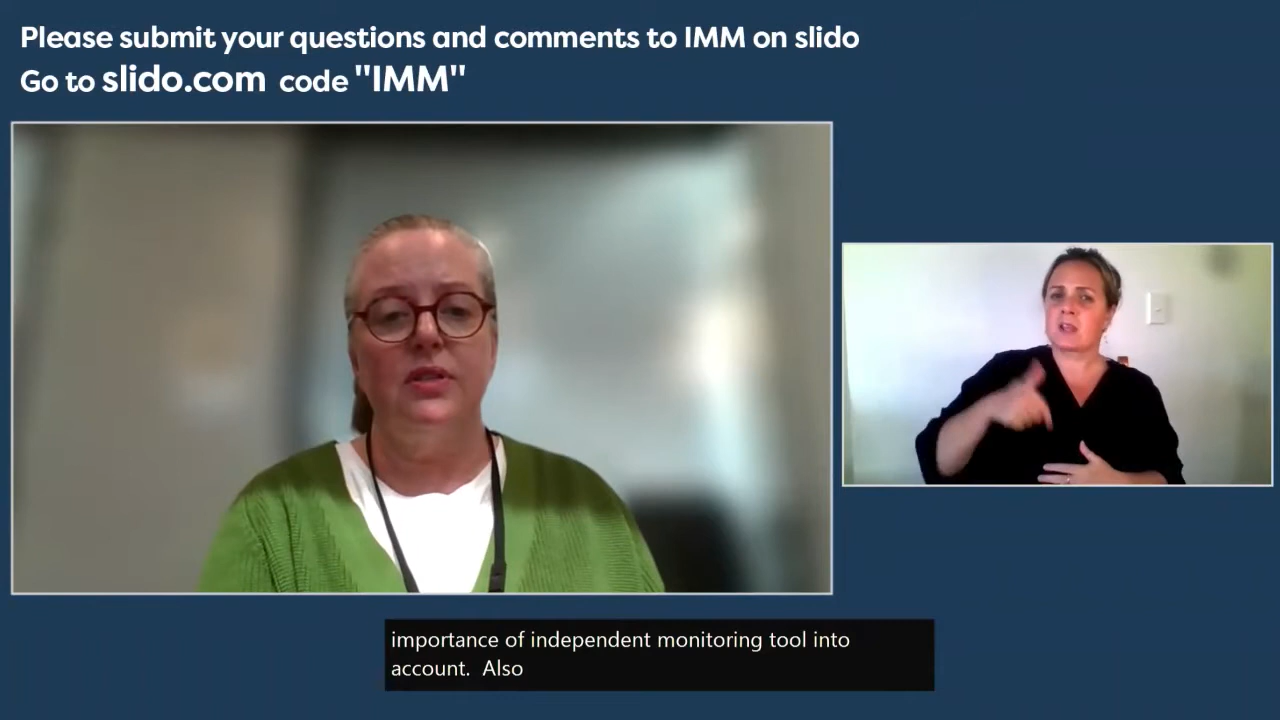 Please submit your questions and comments to IMM on slido
Go to slido.com code "IMM"
importance of independent monitoring tool into
account.  Also